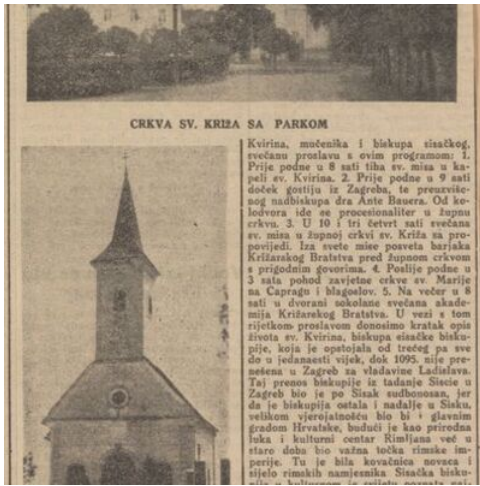 CRKVA SV. KRIŽA SA PARKOM
Kvirina, mučenika i biskupa sisačkog,
svečanu proslavu s ovim programom: 1.
Prije podne u 8 sati tiha sv. misa u ka-
peli sv. Kvirina. 2. Prije podne u 9 sati
doček gostiju iz Zagreba, te preuzviše-
nog nadbiskupa dra Ante Bauera. Od ko-
lodvora ide se procesionaliter u župnu
crkvu. 3. U 10 i tri četvrt sati svečana
sv. misa u župnoj crkvi sv. Križa sa pro-
povijedi. Iza svete mise posveta barjaka
Križarskog Bratstva pred župnom crkvom
s prigodnim govorima. 4. Poslije podne u
3 sata pohod zavjetne crkve sv. Marije
na Capragu i blagoslov. 5. Na večer u 8
sati u dvorani sokolane svečana akade-
mija Križarskog Bratstva. U vezi s tom
rijetkom proslavom donosimo kratak opis
života sv. Kvirina, biskupa sisačke bisku-
pije, koja je opstojala od trećeg pa sve
do u jedanaesti vijek, dok 1095. nije pre-
nešena u Zagreb za vladavine Ladislava.
Taj prenos biskupije iz tadanje Siscie u
Zagreb bio je po Sisak sudbonosan, jer
da je biskupija ostala i nadalje u Sisku,
velikom vjerojatnošću bio bi i glavnim
gradom Hrvatske, budući je kao prirodna
luka i kulturni centar Rimljana već u
staro doba bio važna točka rimske im-
perije. Tu je bila kovačnica novaca i
sijelo rimskih namjesnika Sisačka bisku-